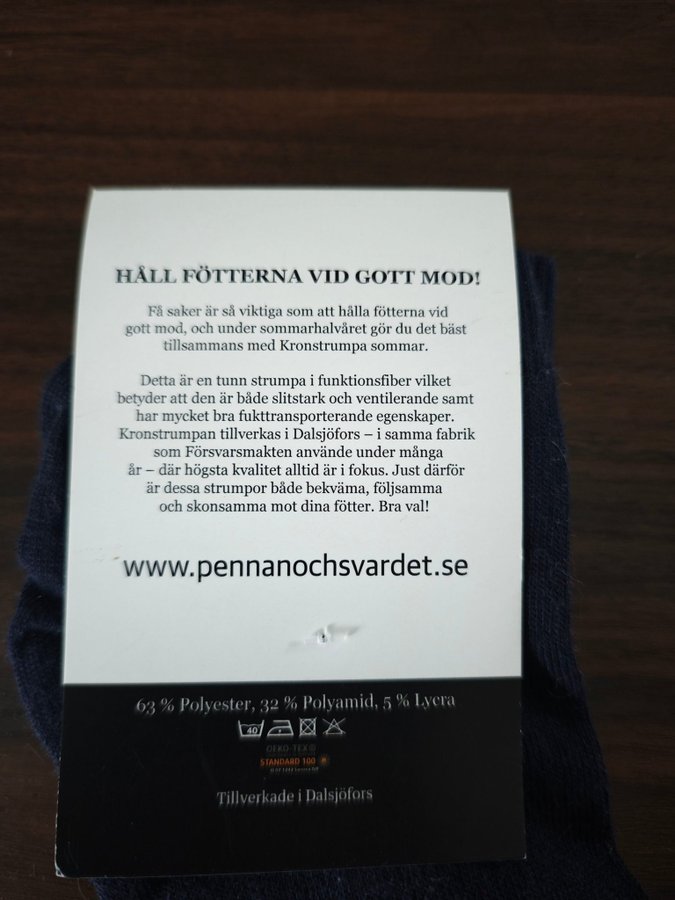 HÅLL FÖTTERNA VID GOTT MOD!
Få saker är så viktiga som att hålla fötterna vid
gott mod, och under sommarhalvåret gör du det bäst
tillsammans med Kronstrumpa sommar.
Detta är en tunn strumpa i funktionsfiber vilket
betyder att den är både slitstark och ventilerande samt
har mycket bra fukttransporterande egenskaper.
Kronstrumpan tillverkas i Dalsjöfors – i samma fabrik
som Försvarsmakten använde under många
år – där högsta kvalitet alltid är i fokus. Just därför
är dessa strumpor både bekväma, följsamma
och skonsamma mot dina fötter. Bra val!
www.pennanochsvardet.se
63 % Polyester, 32 % Polyamid, 5 % Lycra
40
OEKO-TEX®
STANDARD 100
Tillverkade i Dalsjöfors